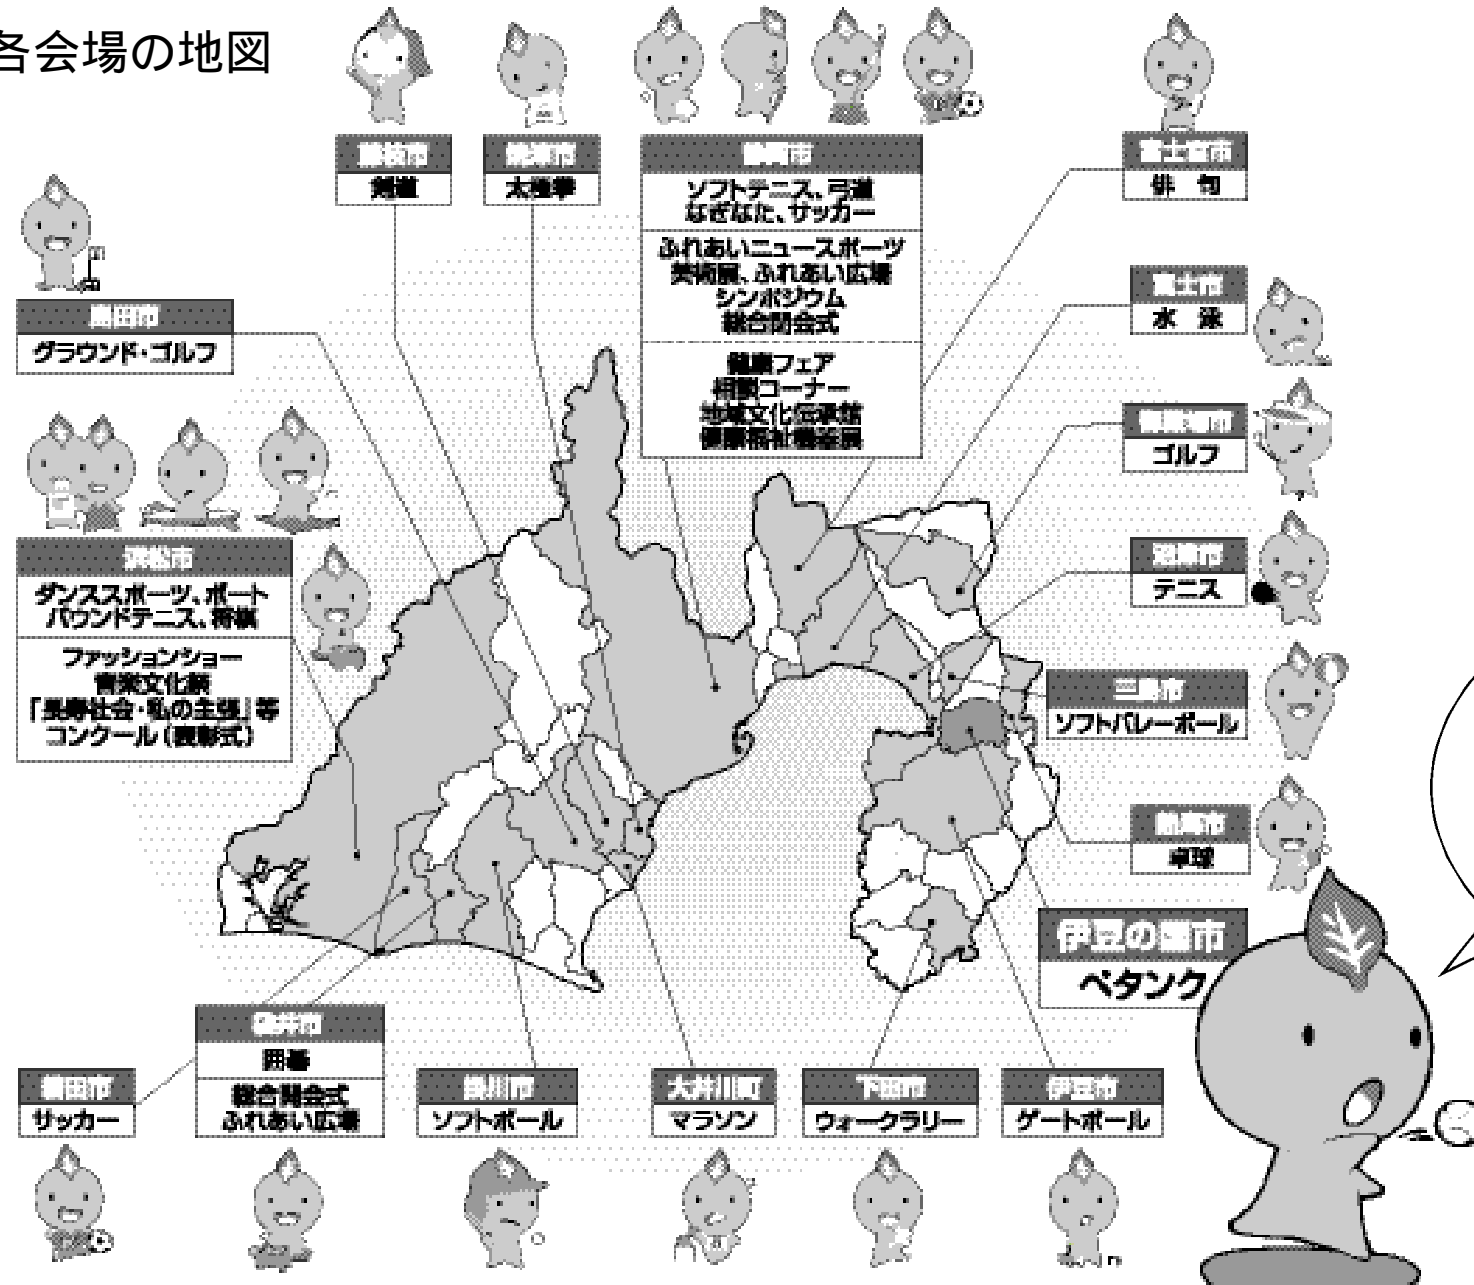 各会場の地図
藤枝市
剣道
焼津市
太極拳
静岡市
ソフトテニス、弓道
なぎなた、サッカー
ふれあいニュースポーツ
美術展、ふれあい広場
シンポジウム
総合閉会式
健康フェア
相談コーナー
地域文化伝承館
健康福祉機器展
富士宮市
俳 句
富士市
水 泳
島田市
グラウンド・ゴルフ
ゴルフ
沼津市
テニス
浜松市
ダンススポーツ、ボート
パウンドテニス、将棋
ファッションショー
音楽文化祭
「長寿社会・私の主張」等
コンクール（表彰式）
三島市
ソフトバレーボール
熱海市
卓球
伊豆の国市
ペタンク
袋井市
囲碁
総合開会式
ふれあい広場
磐田市
サッカー
掛川市
ソフトボール
大井川町
マラソン
下田市
ウォークラリー
伊豆市
ゲートボール